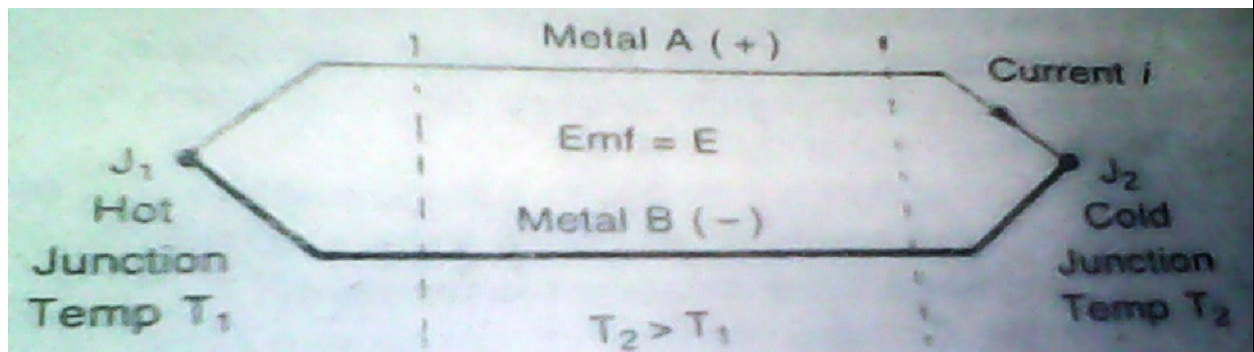 Metal A (+)
Current i
Emf = E
J₁
Hot
Junction
Temp T₁
Metal B (−)
J₂
Cold
Junction
Temp T₂
T₂ > T₁